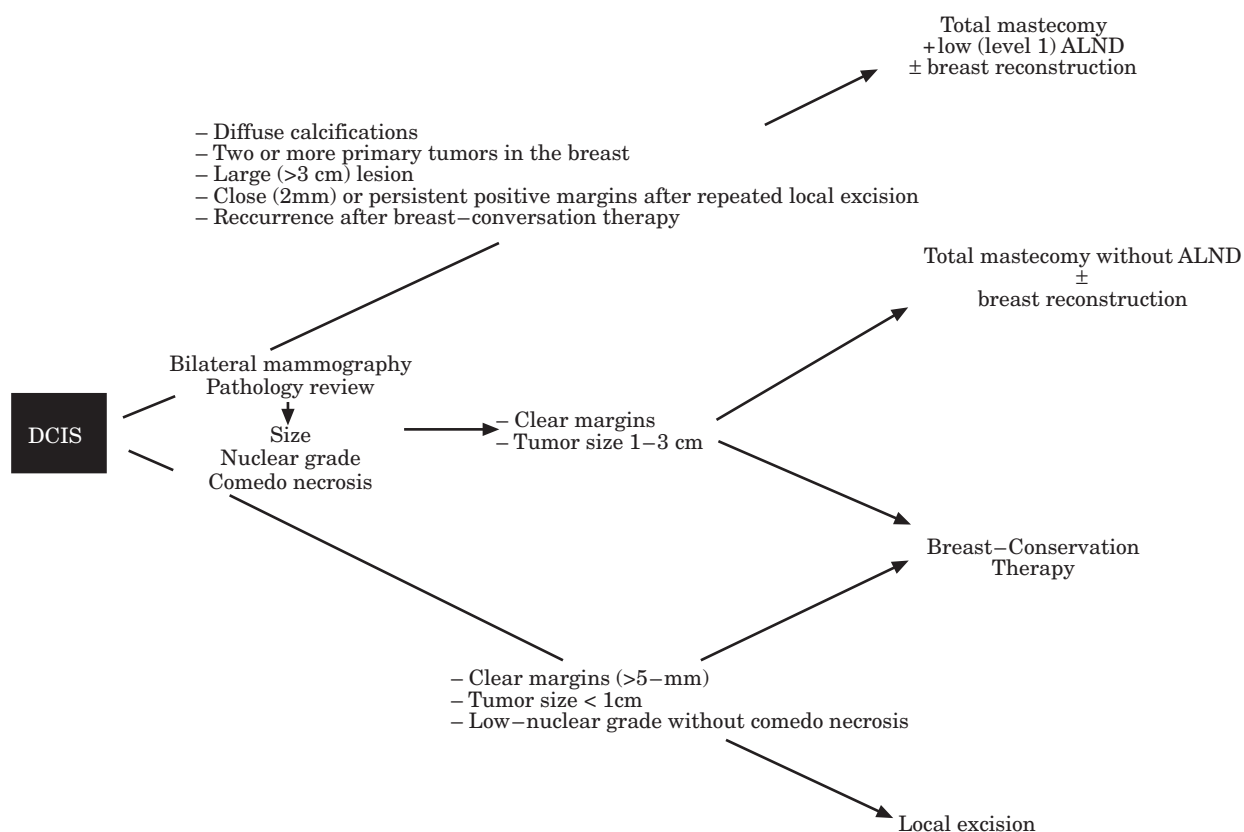 Total mastecomy
+low (level 1) ALND
± breast reconstruction
– Diffuse calcifications
– Two or more primary tumors in the breast
– Large (>3 cm) lesion
– Close (2mm) or persistent positive margins after repeated local excision
– Reccurrence after breast–conversation therapy
Total mastecomy without ALND
±
breast reconstruction
Bilateral mammography
Pathology review
DCIS
Size
Nuclear grade
Comedo necrosis
– Clear margins
– Tumor size 1–3 cm
Breast–Conservation
Therapy
– Clear margins (>5–mm)
– Tumor size < 1cm
– Low–nuclear grade without comedo necrosis
Local excision